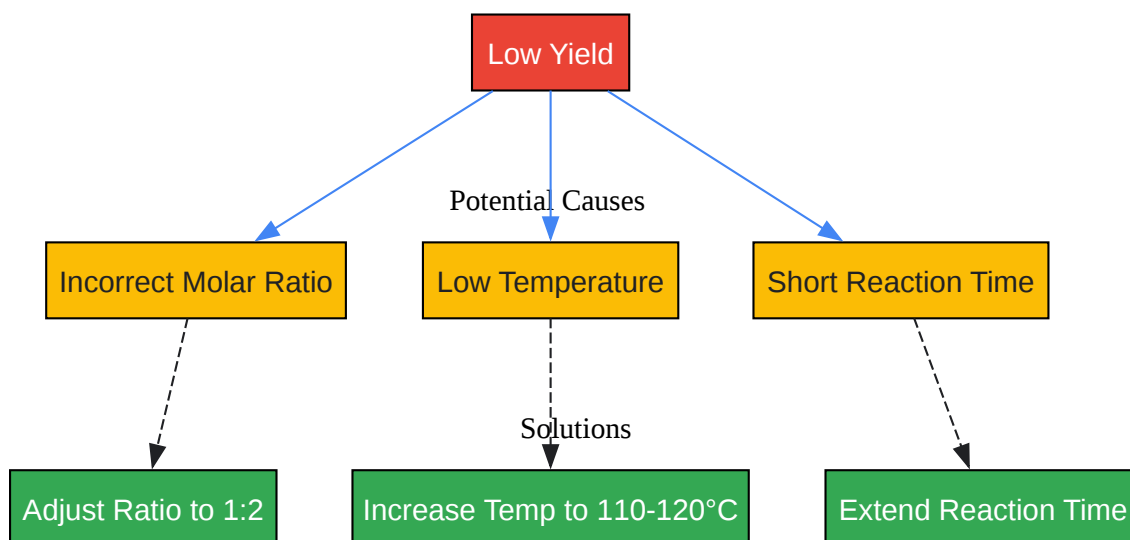 Low Yield
Potential Causes
Incorrect Molar Ratio
Low Temperature
Short Reaction Time
Solutions
Adjust Ratio to 1:2
Increase Temp to 110-120°C
Extend Reaction Time